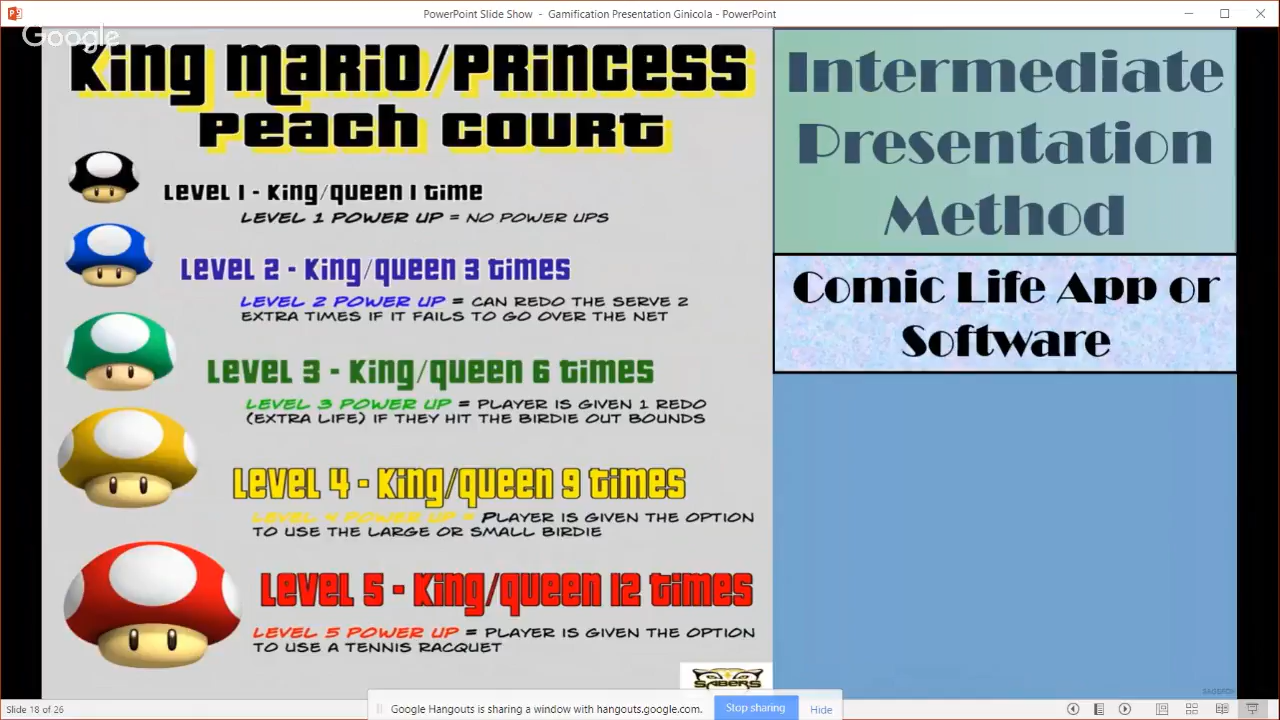 PowerPoint Slide Show - Gamification Presentation Ginicola - PowerPoint
Google
King Mario/Princess
Peach Court
Level 1 - King/queen 1 time
LEVEL 1 POWER UP = NO POWER UPS
Level 2 - King/queen 3 times
LEVEL 2 POWER UP = CAN REDO THE SERVE 2
EXTRA TIMES IF IT FAILS TO GO OVER THE NET
Level 3 - King/queen 6 times
LEVEL 3 POWER UP = PLAYER IS GIVEN 1 REDO
(EXTRA LIFE) IF THEY HIT THE BIRDIE OUT BOUNDS
Level 4 - King/queen 9 times
LEVEL 4 POWER UP = PLAYER IS GIVEN THE OPTION
TO USE THE LARGE OR SMALL BIRDIE
Level 5 - King/queen 12 times
LEVEL 5 POWER UP = PLAYER IS GIVEN THE OPTION
TO USE A TENNIS RACQUET
SABERS
Intermediate
Presentation
Method
Comic Life App or
Software
Google Hangouts is sharing a window with hangouts.google.com.
Stop sharing
Hide
Slide 18 of 26